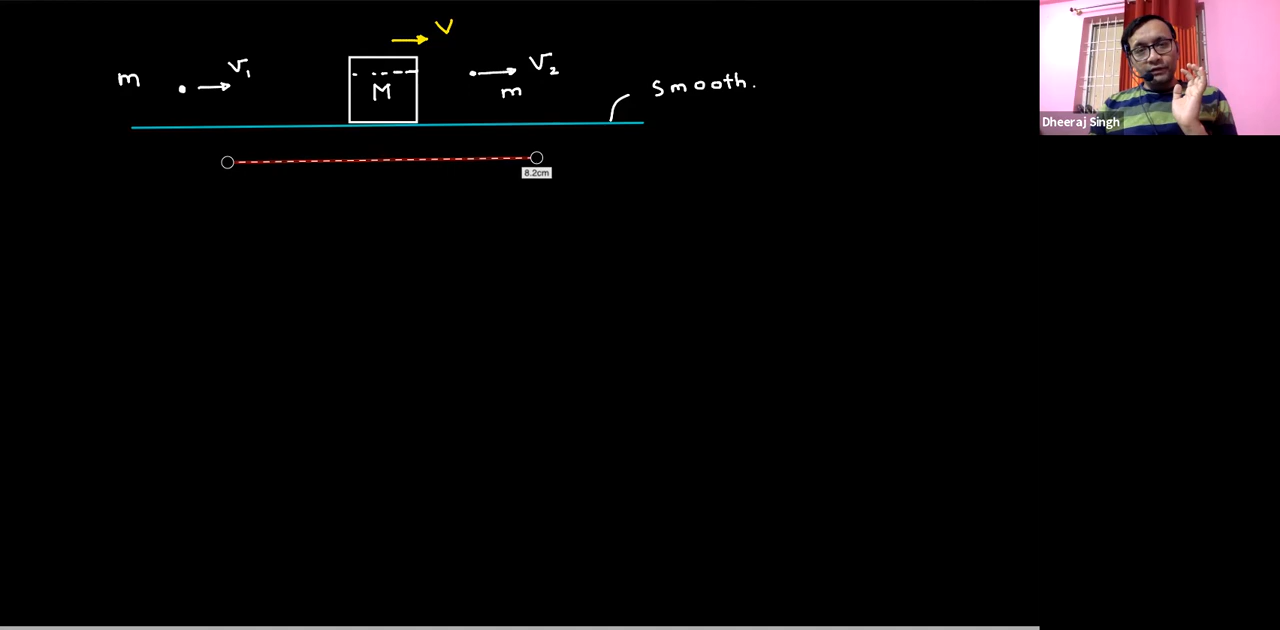 V
m V₁ M V₂ m smooth.
8.2cm
Dheeraj Singh